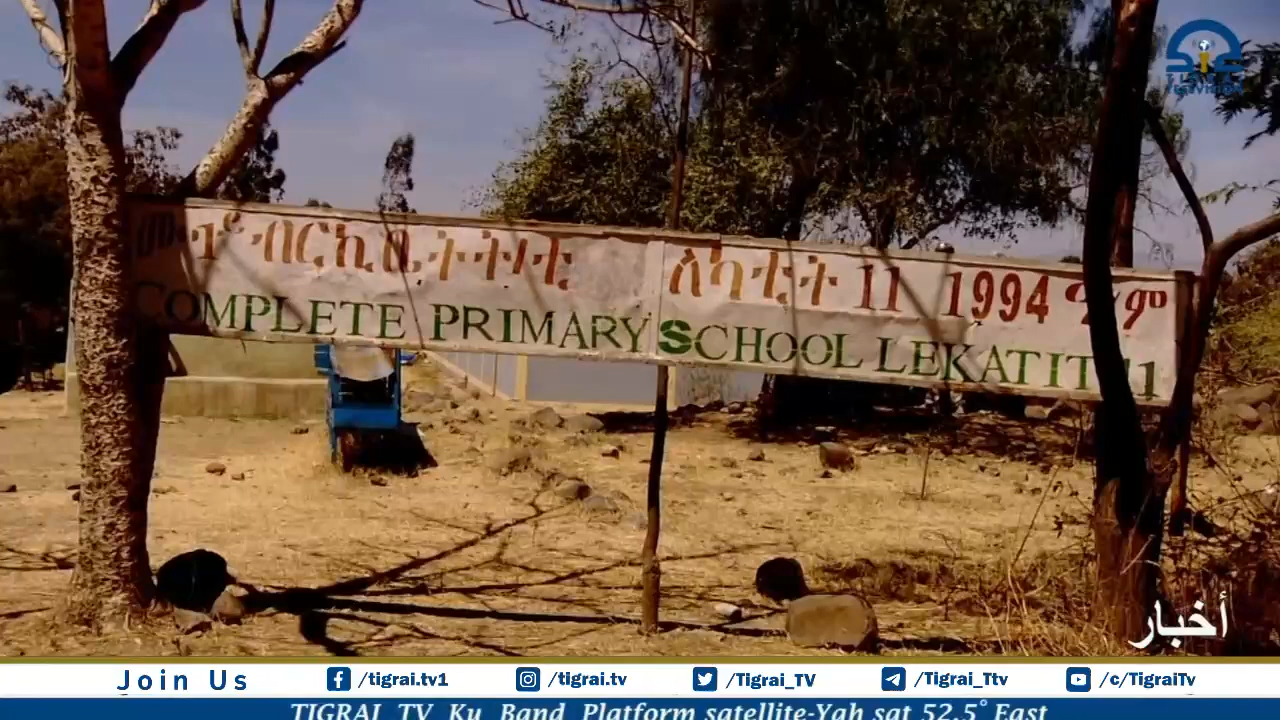 TELEVISION
ለካቲት 11 1994 ዓ/ም
COMPLETE PRIMARY SCHOOL LEKATIT 11
أخبار
Join Us
/tigrai.tv1
/tigrai.tv
/Tigrai_TV
/Tigrai_Ttv
/c/TigraiTv
TIGRAI TV Ku Band Platform satellite-Yah sat 52.5° East